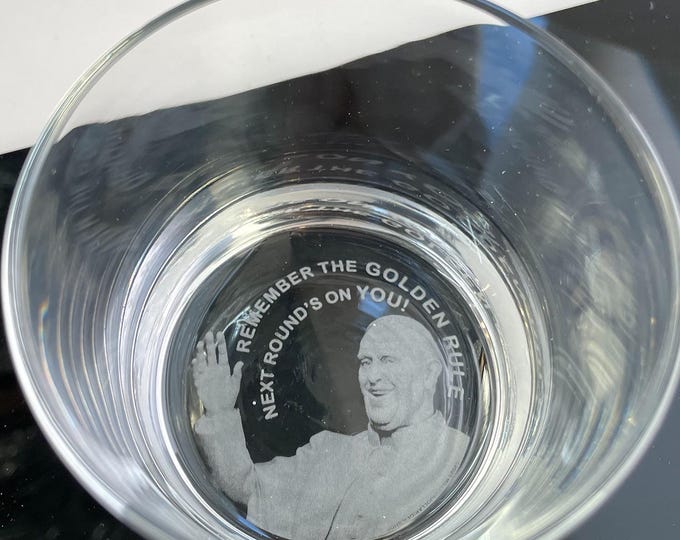 REMEMBER THE GOLDEN RULE
NEXT ROUND'S ON YOU!